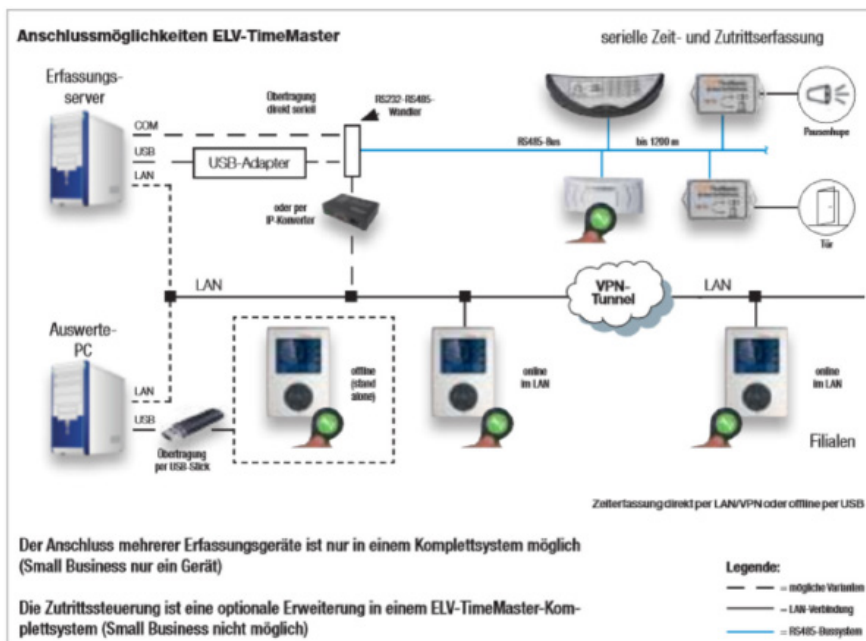 Anschlussmöglichkeiten ELV-TimeMaster
serielle Zeit- und Zutrittserfassung
Erfassungs-
server
COM
USB
LAN
Übertragung
direkt seriell
RS232-RS485-
Wandler
USB-Adapter
oder per
IP-Konverter
RS485-Bus
bis 1200 m
Pausenhupe
Tür
LAN
VPN-
Tunnel
LAN
Auswerte-
PC
LAN
USB
Übertragung
per USB-Stick
offline
(stand
alone)
online
im LAN
online
im LAN
Filialen
Zeiterfassung direkt per LAN/VPN oder offline per USB
Der Anschluss mehrerer Erfassungsgeräte ist nur in einem Komplettsystem möglich
(Small Business nur ein Gerät)
Die Zutrittssteuerung ist eine optionale Erweiterung in einem ELV-TimeMaster-Kom-
plettsystem (Small Business nicht möglich)
Legende:
= mögliche Varianten
= LAN-Verbindung
= RS485-Bussystem